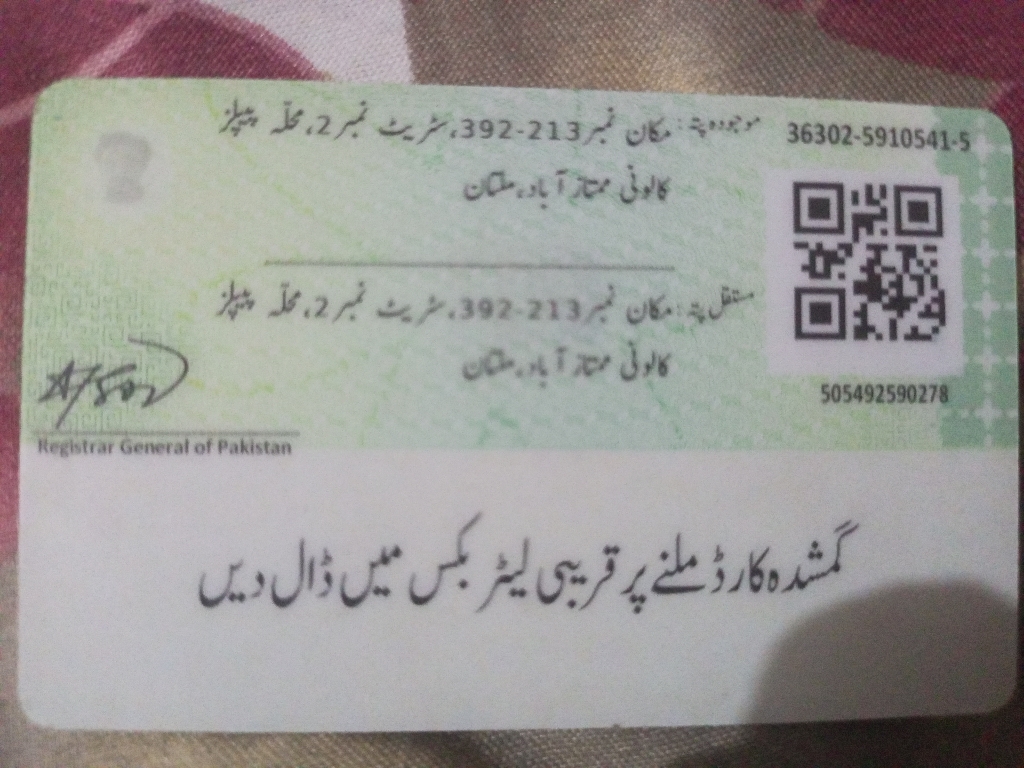 36302-5910541-5
موجودہ پتہ: مکان نمبر 213-392، سٹریٹ نمبر 2، محلہ پیپلز
کالونی ممتاز آباد، ملتان
مستقل پتہ: مکان نمبر 213-392، سٹریٹ نمبر 2، محلہ پیپلز
کالونی ممتاز آباد، ملتان
505492590278
Registrar General of Pakistan
گمشدہ کارڈ ملنے پر قریبی لیٹر بکس میں ڈال دیں